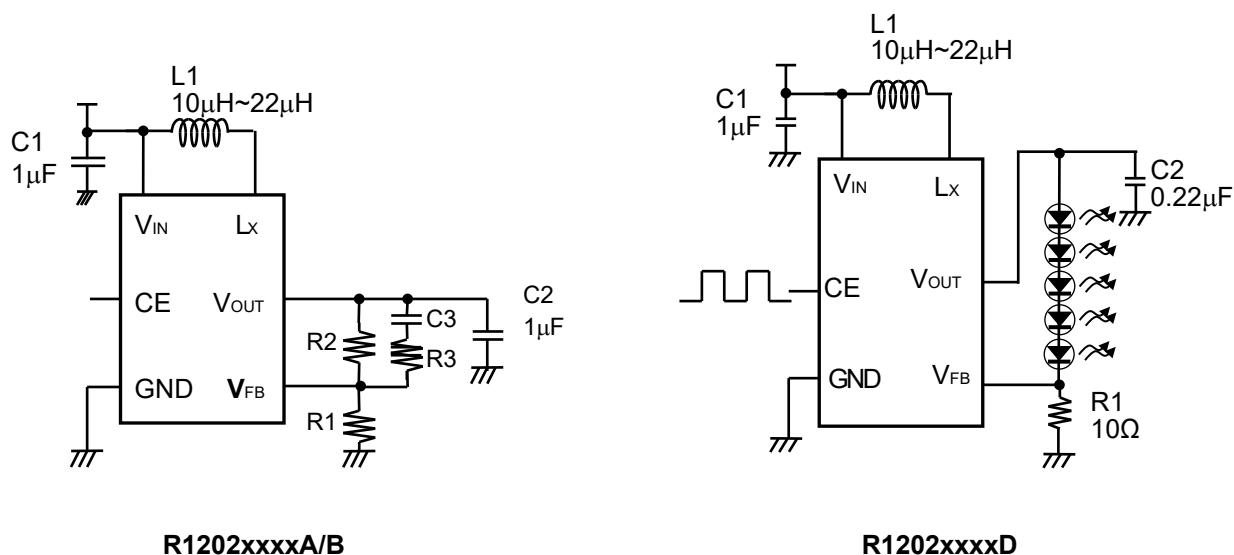 L1
10μH~22μH
C1
1μF
VIN
LX
CE
VOUT
GND
VFB
R2
C3
R3
R1
C2
1μF
R1202xxxxA/B
L1
10μH~22μH
C1
1μF
VIN
LX
CE
VOUT
GND
VFB
C2
0.22μF
R1
10Ω
R1202xxxxD